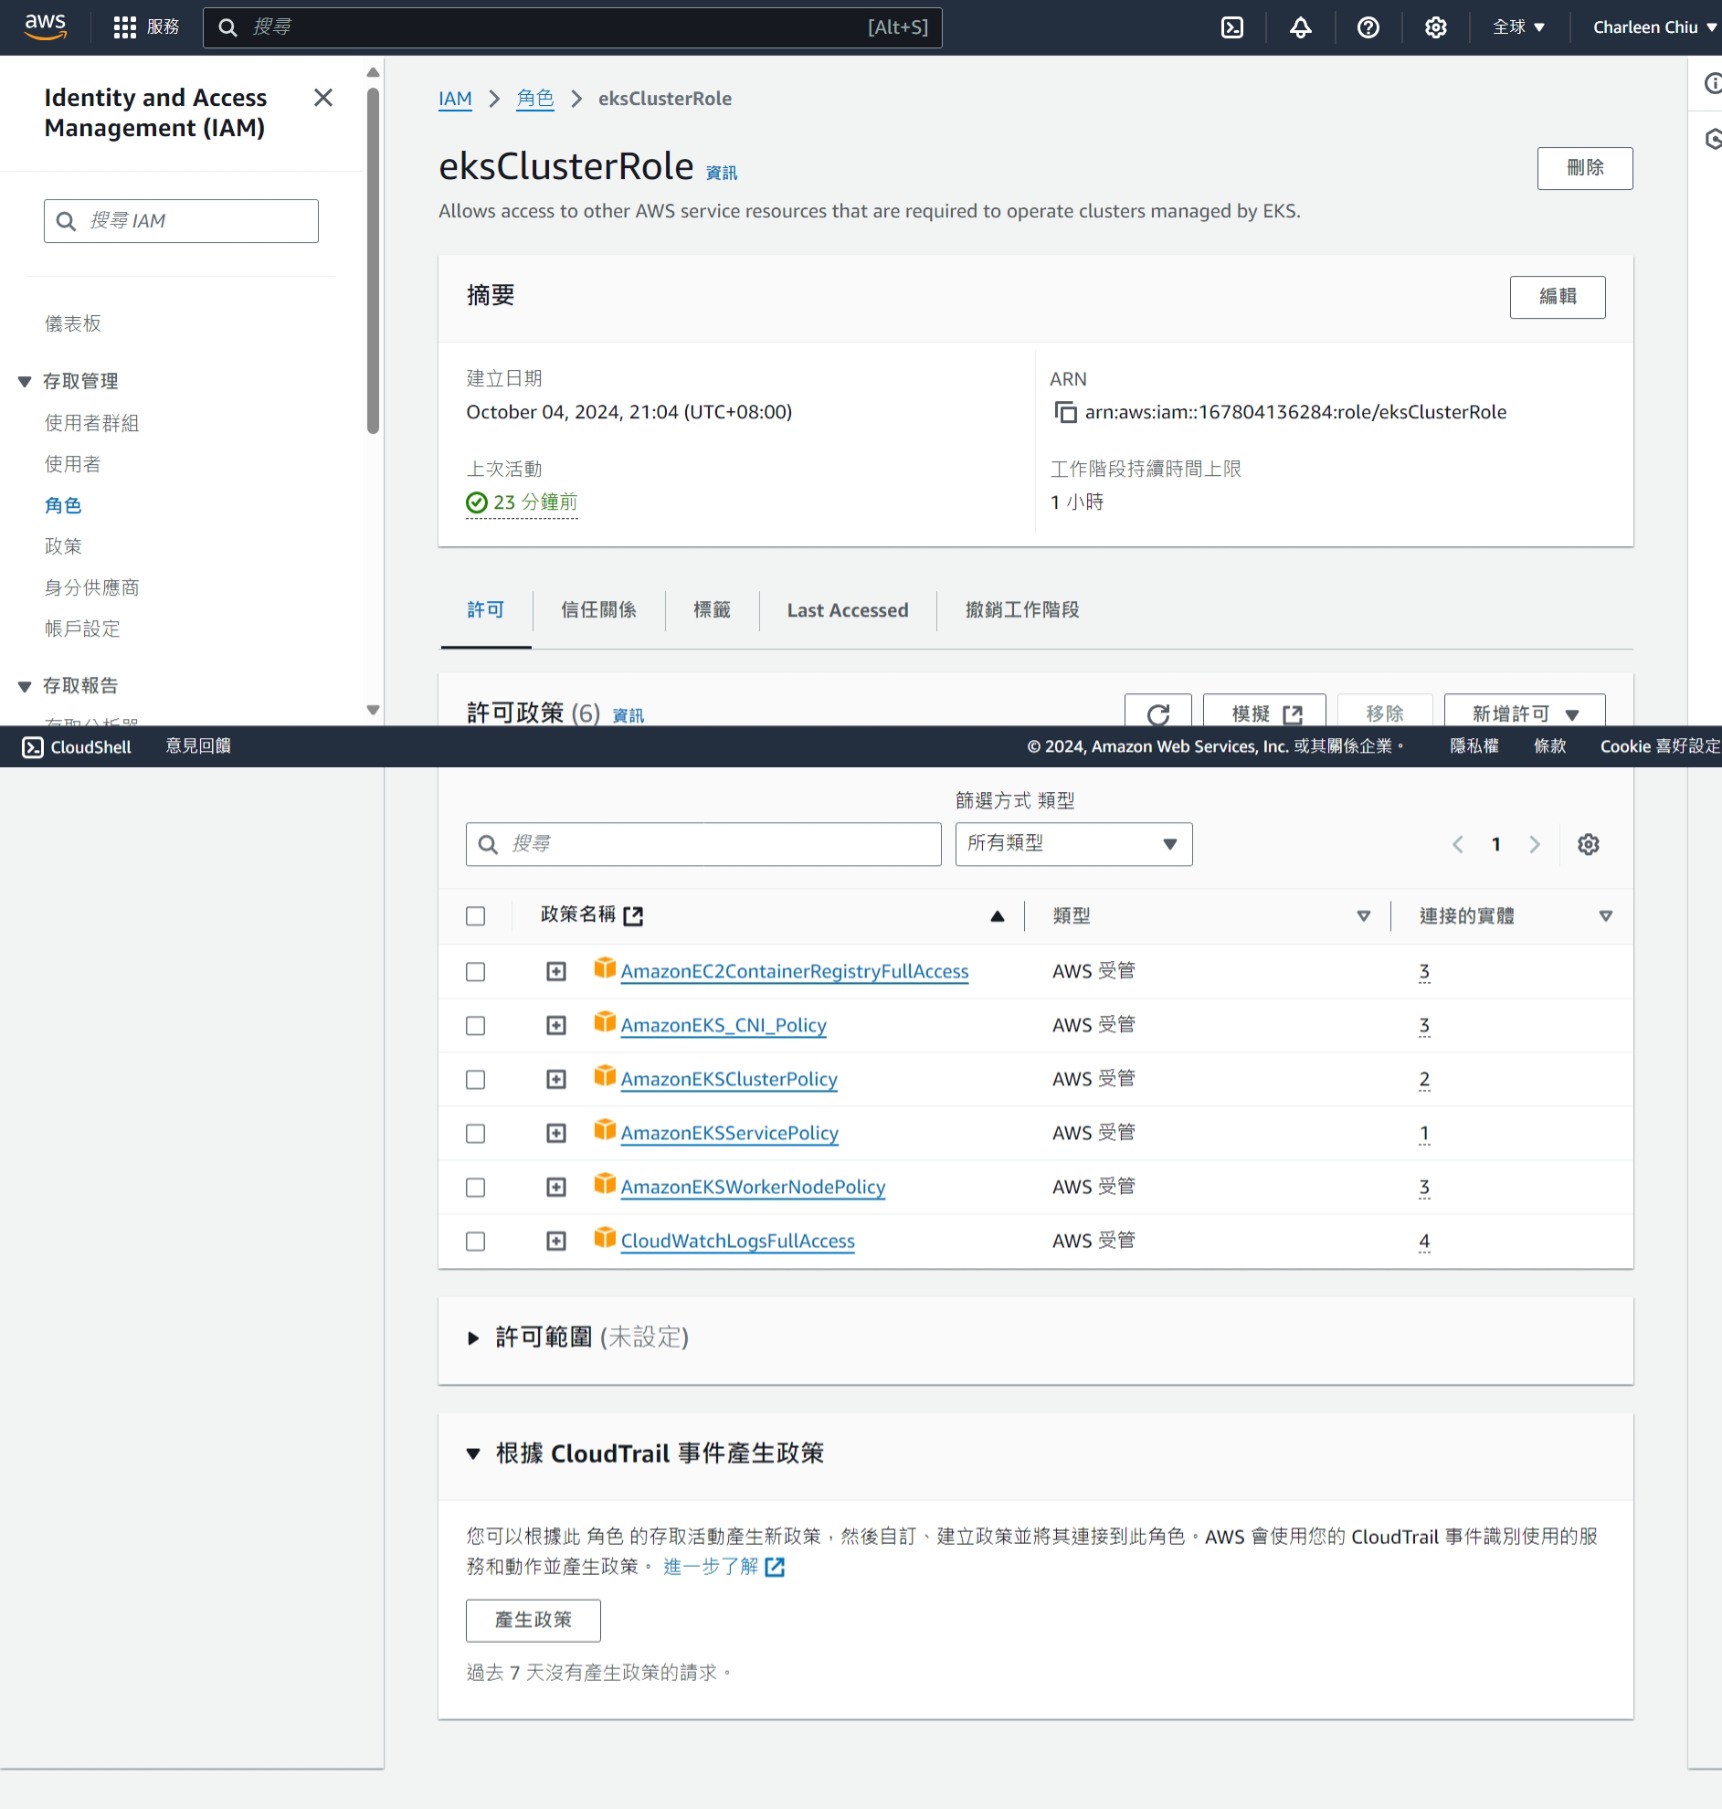 aws
服務
搜尋
[Alt+S]
全球
Charleen Chiu
Identity and Access Management (IAM)
搜尋 IAM
儀表板
存取管理
使用者群組
使用者
角色
政策
身分供應商
帳戶設定
存取報告
存取分析器
IAM > 角色 > eksClusterRole
eksClusterRole 資訊
刪除
Allows access to other AWS service resources that are required to operate clusters managed by EKS.
摘要
編輯
建立日期
October 04, 2024, 21:04 (UTC+08:00)
ARN
arn:aws:iam::167804136284:role/eksClusterRole
上次活動
23 分鐘前
工作階段持續時間上限
1 小時
許可
信任關係
標籤
Last Accessed
撤銷工作階段
許可政策 (6) 資訊
模擬
移除
新增許可
CloudShell
意見回饋
© 2024, Amazon Web Services, Inc. 或其關係企業。
隱私權
條款
Cookie 喜好設定
篩選方式 類型
搜尋
所有類型
1
政策名稱
類型
連接的實體
AmazonEC2ContainerRegistryFullAccess AWS 受管 3
AmazonEKS_CNI_Policy AWS 受管 3
AmazonEKSClusterPolicy AWS 受管 2
AmazonEKSServicePolicy AWS 受管 1
AmazonEKSWorkerNodePolicy AWS 受管 3
CloudWatchLogsFullAccess AWS 受管 4
許可範圍 (未設定)
根據 CloudTrail 事件產生政策
您可以根據此 角色 的存取活動產生新政策，然後自訂、建立政策並將其連接到此角色。AWS 會使用您的 CloudTrail 事件識別使用的服
務和動作並產生政策。 進一步了解
產生政策
過去 7 天沒有產生政策的請求。